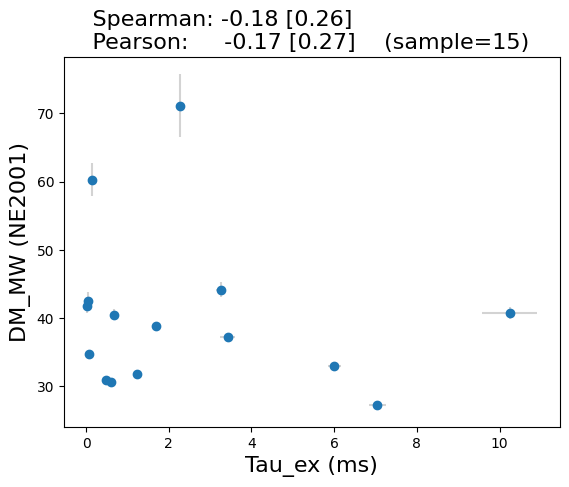 Spearman: -0.18 [0.26]
Pearson: -0.17 [0.27] (sample=15)
70
60
50
40
30
DM_MW (NE2001)
0 2 4 6 8 10
Tau_ex (ms)